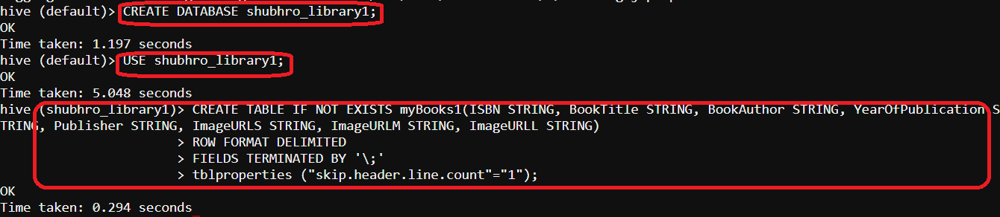 hive (default)> CREATE DATABASE shubhro_library1;
OK
Time taken: 1.197 seconds
hive (default)> USE shubhro_library1;
OK
Time taken: 5.048 seconds
hive (shubhro_library1)> CREATE TABLE IF NOT EXISTS myBooks1(ISBN STRING, BookTitle STRING, BookAuthor STRING, YearOfPublication S
TRING, Publisher STRING, ImageURLS STRING, ImageURLM STRING, ImageURLL STRING)
> ROW FORMAT DELIMITED
> FIELDS TERMINATED BY '\;'
> tblproperties ("skip.header.line.count"="1");
OK
Time taken: 0.294 seconds